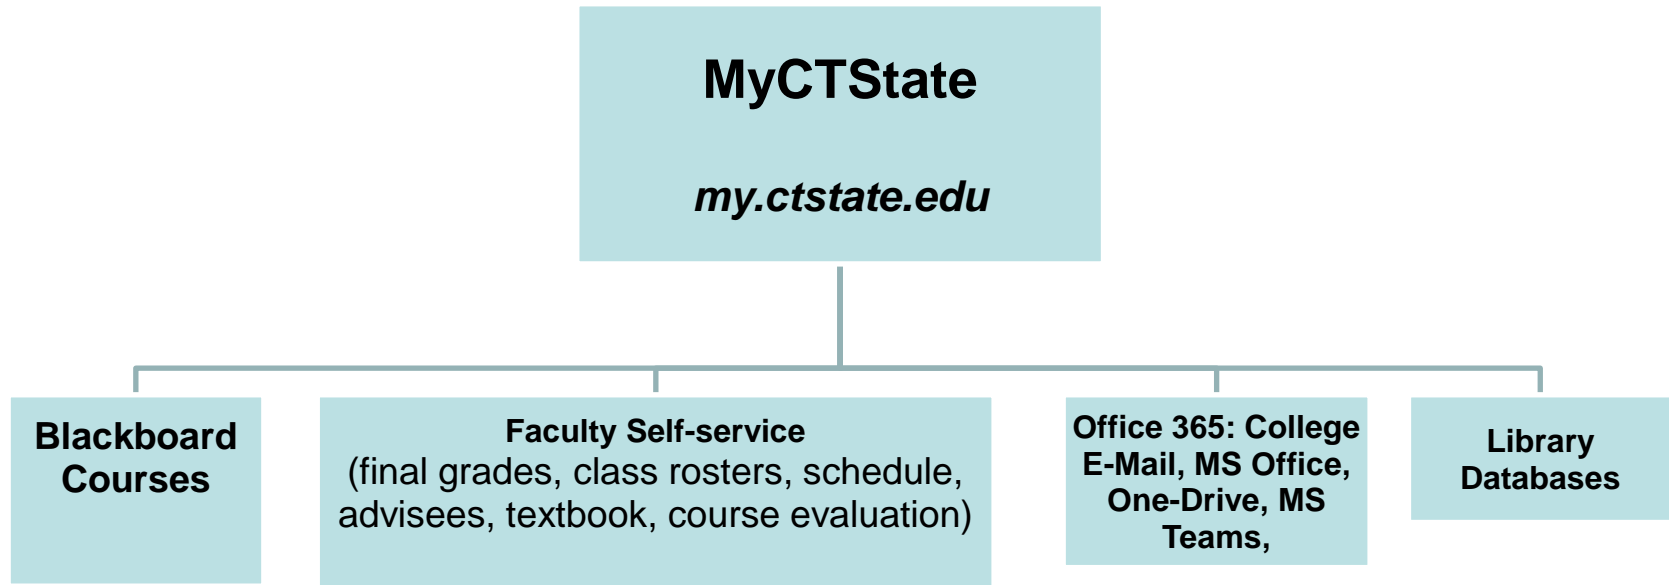 MyCTState
my.ctstate.edu
Blackboard
Courses
Faculty Self-service
(final grades, class rosters, schedule,
advisees, textbook, course evaluation)
Office 365: College
E-Mail, MS Office,
One-Drive, MS
Teams,
Library
Databases